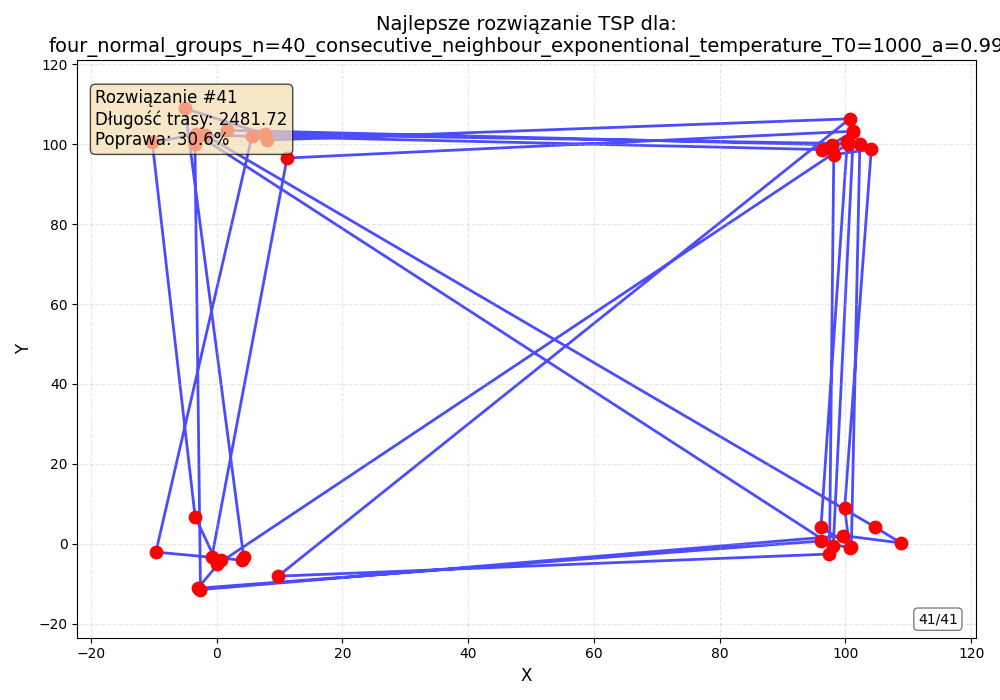 Najlepsze rozwiązanie TSP dla:
four_normal_groups_n=40_consecutive_neighbour_exponentional_temperature_T0=1000_a=0.99
Rozwiązanie #41
Długość trasy: 2481.72
Poprawa: 30.6%
120
100
80
60
40
20
0
−20
Y
−20
0
20
40
60
80
100
120
X
41/41